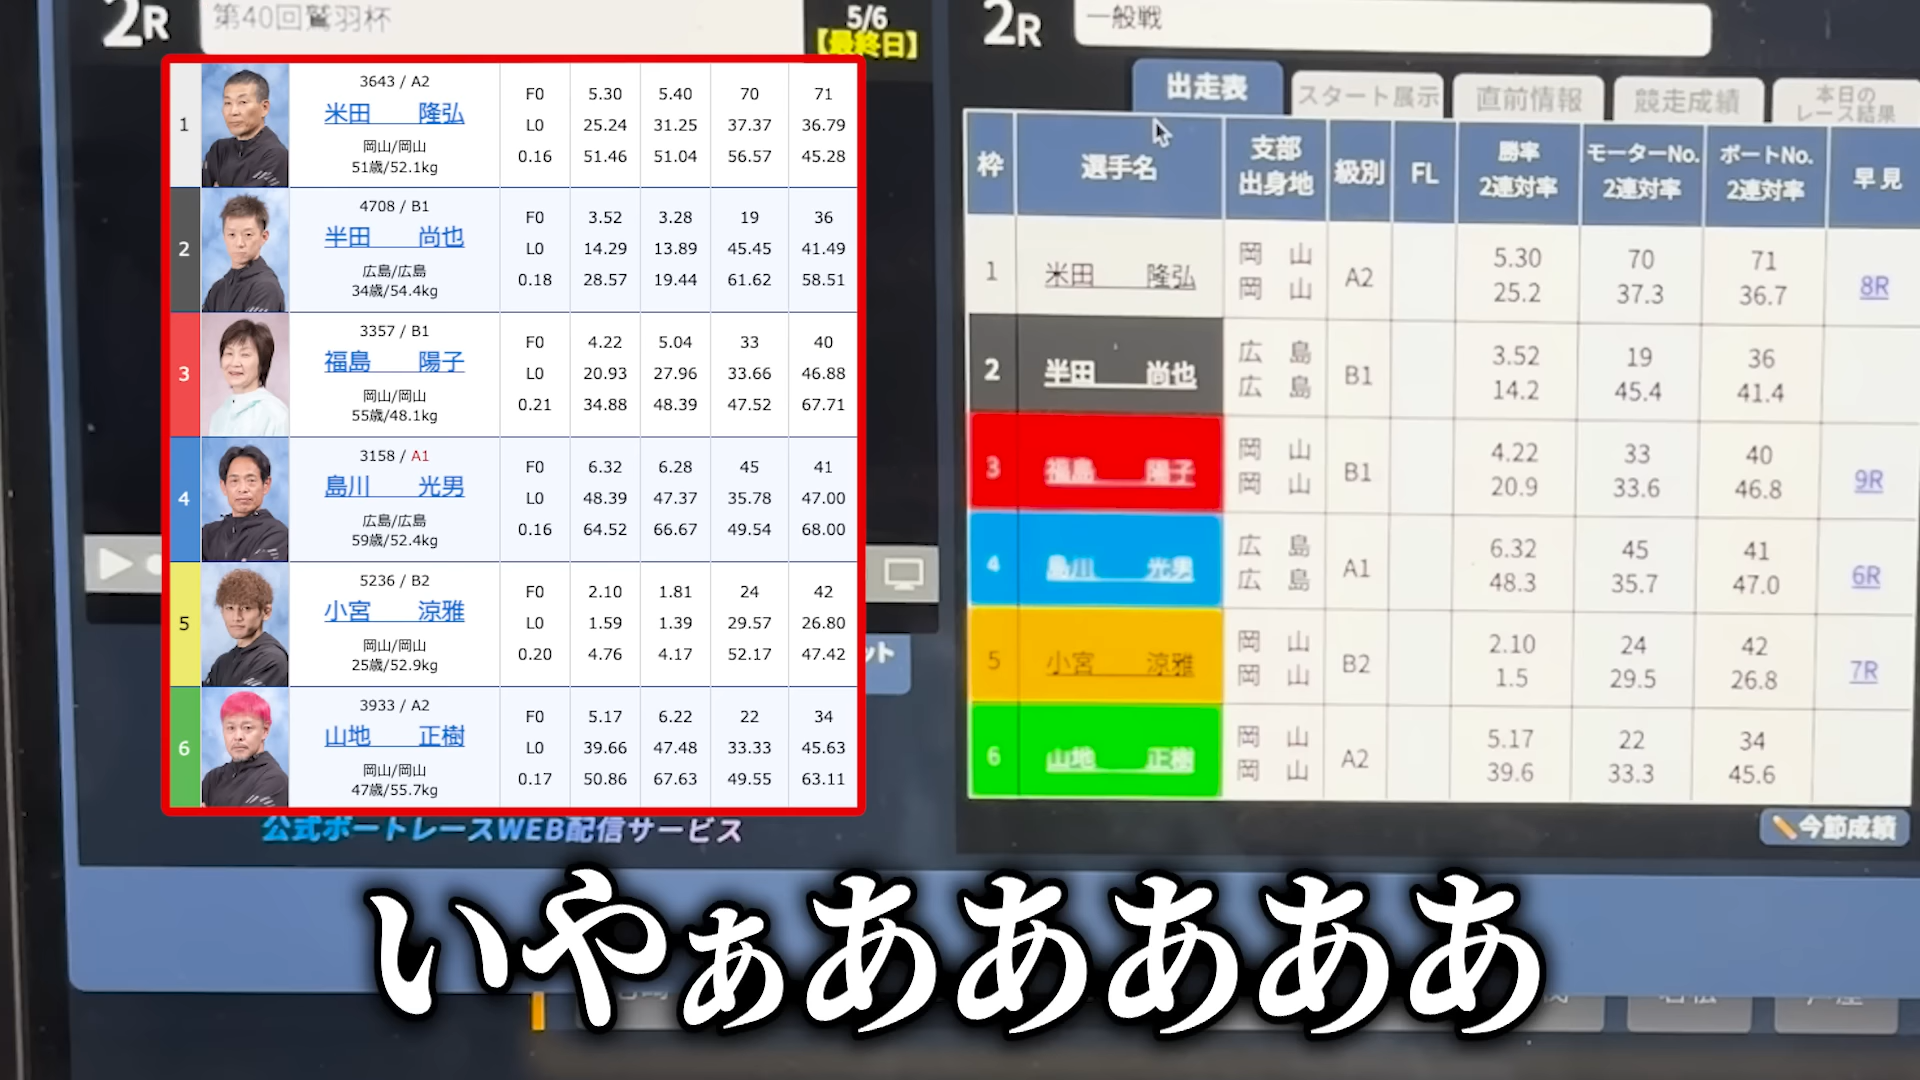 2R
第40回鷲羽杯
5/6
【最終日】
1
3643 / A2
米田 隆弘
岡山/岡山
51歳/52.1kg
F0 5.30 5.40 70 71
L0 25.24 31.25 37.37 36.79
0.16 51.46 51.04 56.57 45.28
2
4708 / B1
半田 尚也
広島/広島
34歳/54.4kg
F0 3.52 3.28 19 36
L0 14.29 13.89 45.45 41.49
0.18 28.57 19.44 61.62 58.51
3
3357 / B1
福島 陽子
岡山/岡山
55歳/48.1kg
F0 4.22 5.04 33 40
L0 20.93 27.96 33.66 46.88
0.21 34.88 48.39 47.52 67.71
4
3158 / A1
島川 光男
広島/広島
59歳/52.4kg
F0 6.32 6.28 45 41
L0 48.39 47.37 35.78 47.00
0.16 64.52 66.67 49.54 68.00
5
5236 / B2
小宮 涼雅
岡山/岡山
25歳/52.9kg
F0 2.10 1.81 24 42
L0 1.59 1.39 29.57 26.80
0.20 4.76 4.17 52.17 47.42
6
3933 / A2
山地 正樹
岡山/岡山
47歳/55.7kg
F0 5.17 6.22 22 34
L0 39.66 47.48 33.33 45.63
0.17 50.86 67.63 49.55 63.11
ット
公式ボートレースWEB配信サービス
2R
一般戦
出走表 スタート展示 直前情報 競走成績 本日の
レース結果
枠 選手名 支部 級別 FL 勝率 モーターNo. ボートNo. 早見
出身地 2連対率 2連対率 2連対率
1 米田 隆弘 岡山 A2 5.30 70 71 8R
岡山 25.2 37.3 36.7
2 半田 尚也 広島 B1 3.52 19 36
広島 14.2 45.4 41.4
3 福島 陽子 岡山 B1 4.22 33 40 9R
岡山 20.9 33.6 46.8
4 島川 光男 広島 A1 6.32 45 41 6R
広島 48.3 35.7 47.0
5 小宮 涼雅 岡山 B2 2.10 24 42 7R
岡山 1.5 29.5 26.8
6 山地 正樹 岡山 A2 5.17 22 34
岡山 39.6 33.3 45.6
今節成績
いやぁあああああ